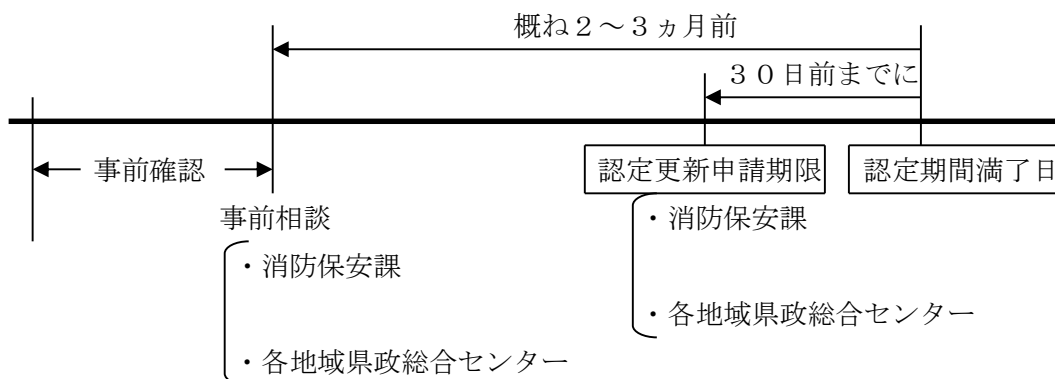 概ね２～３ヵ月前
３０日前までに
事前確認
認定更新申請期限
認定期間満了日
事前相談
・消防保安課
・各地域県政総合センター
・消防保安課
・各地域県政総合センター